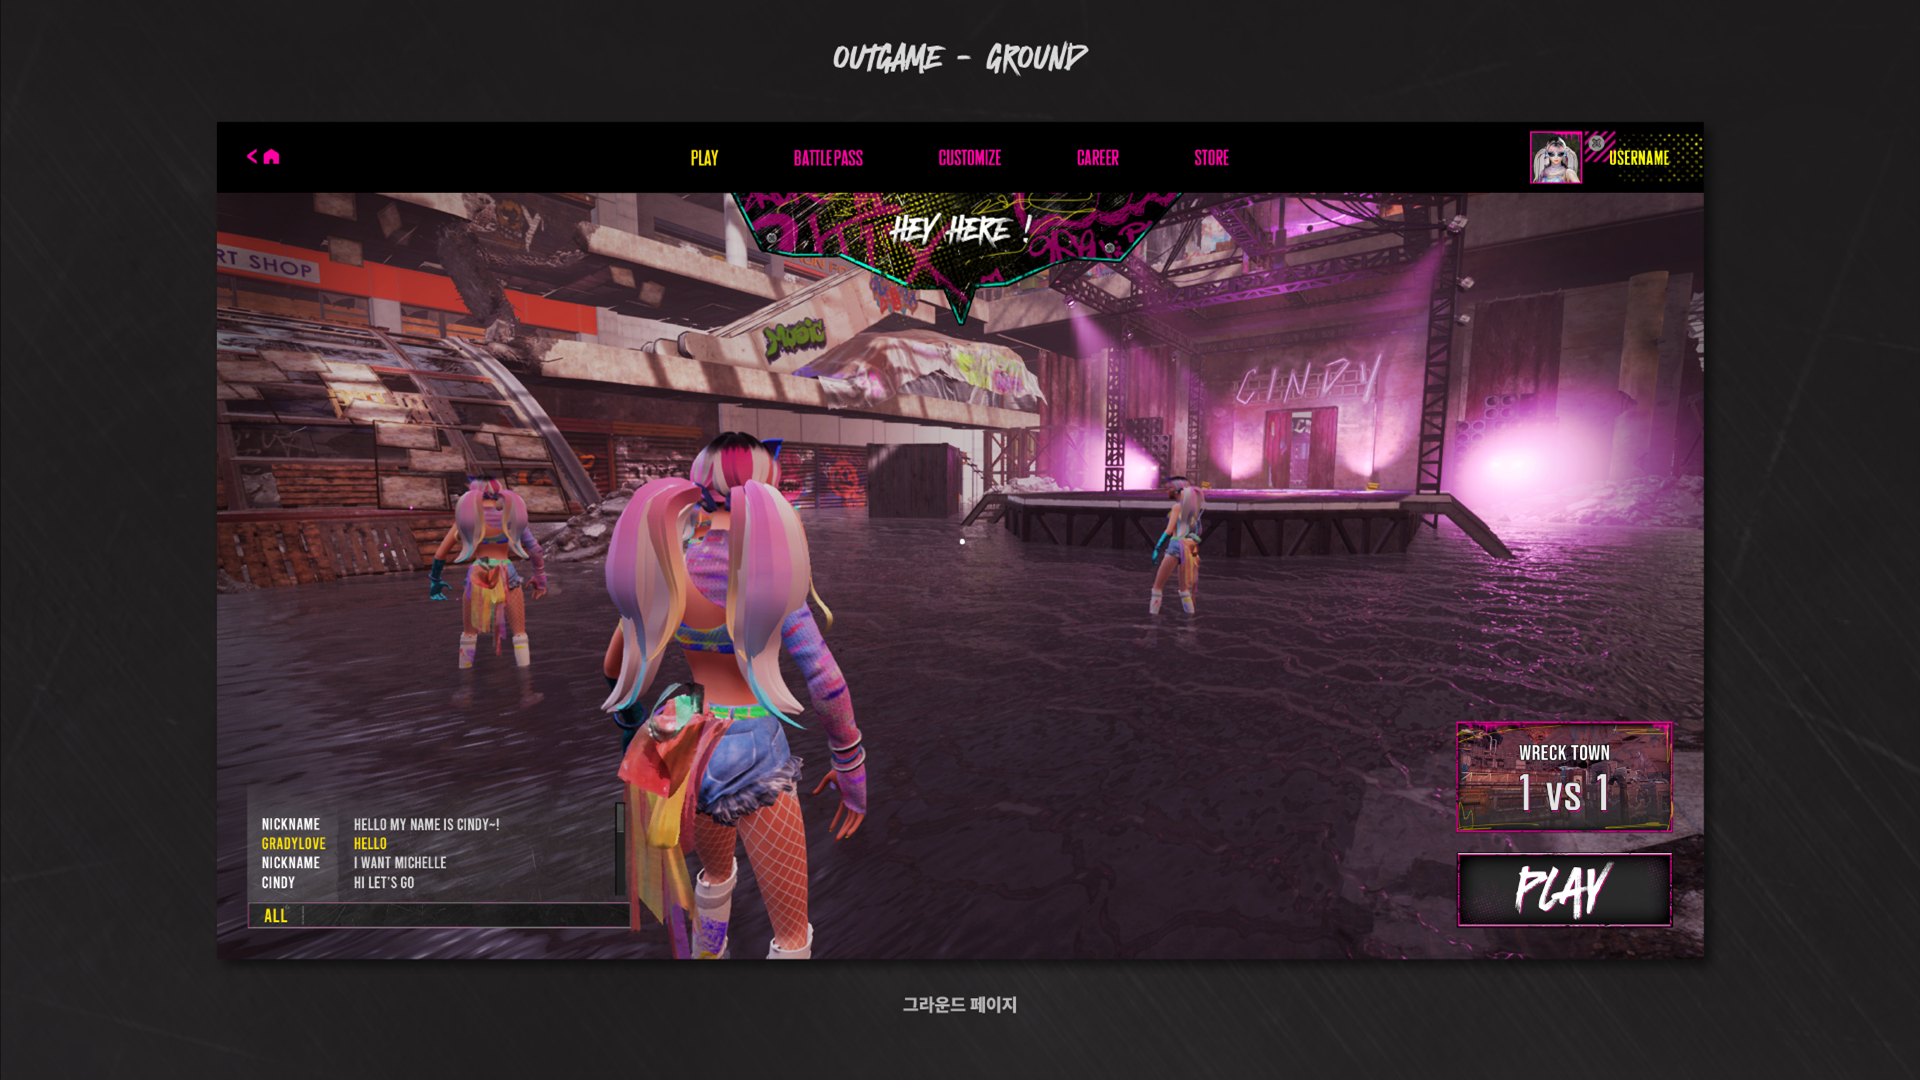 OUTGAME - GROUND
PLAY BATTLE PASS CUSTOMIZE CAREER STORE USERNAME
HEY HERE !
RT SHOP
MUSIC
CINDY
WRECK TOWN
1 VS 1
NICKNAME HELLO MY NAME IS CINDY~!
GRADYLOVE HELLO
NICKNAME I WANT MICHELLE
CINDY HI LET'S GO
ALL
PLAY
그라운드 페이지